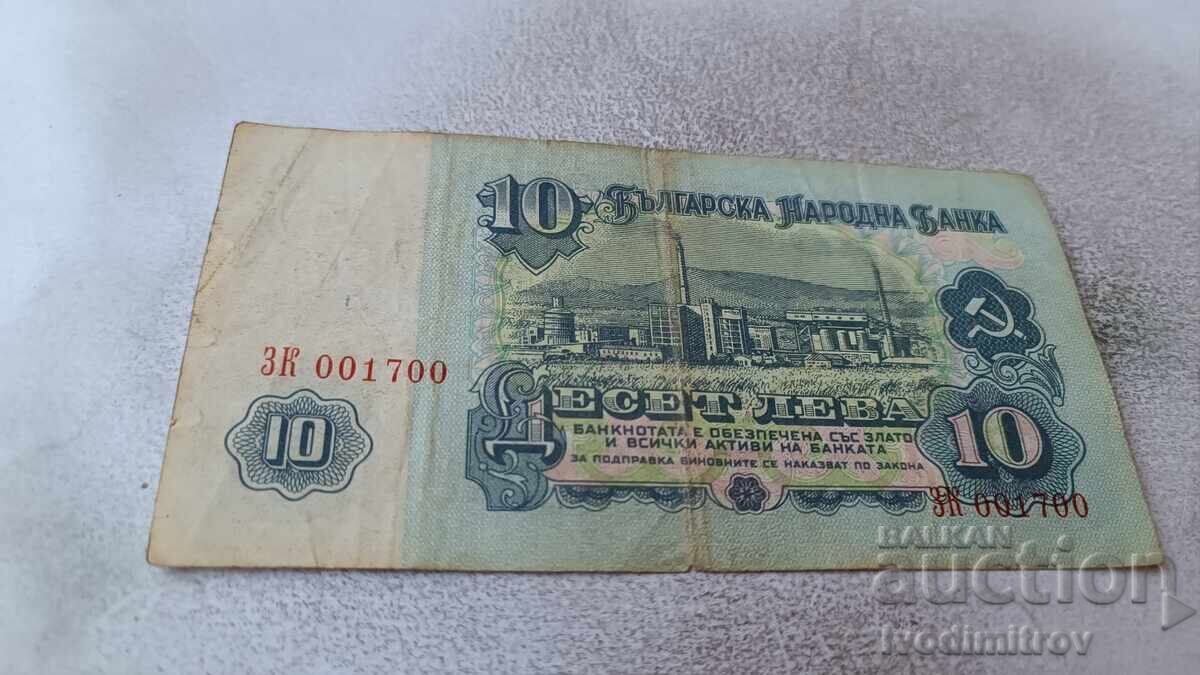 10
БЪЛГАРСКА НАРОДНА БАНКА
ЗК 001700
10
ДЕСЕТ ЛЕВА
БАНКНОТАТА Е ОБЕЗПЕЧЕНА СЪС ЗЛАТО
И ВСИЧКИ АКТИВИ НА БАНКАТА
ЗА ПОДПРАВКА ВИНОВНИТЕ СЕ НАКАЗВАТ ПО ЗАКОНА
10
ЗК 001700
BALKAN
auction
ivodimitrov